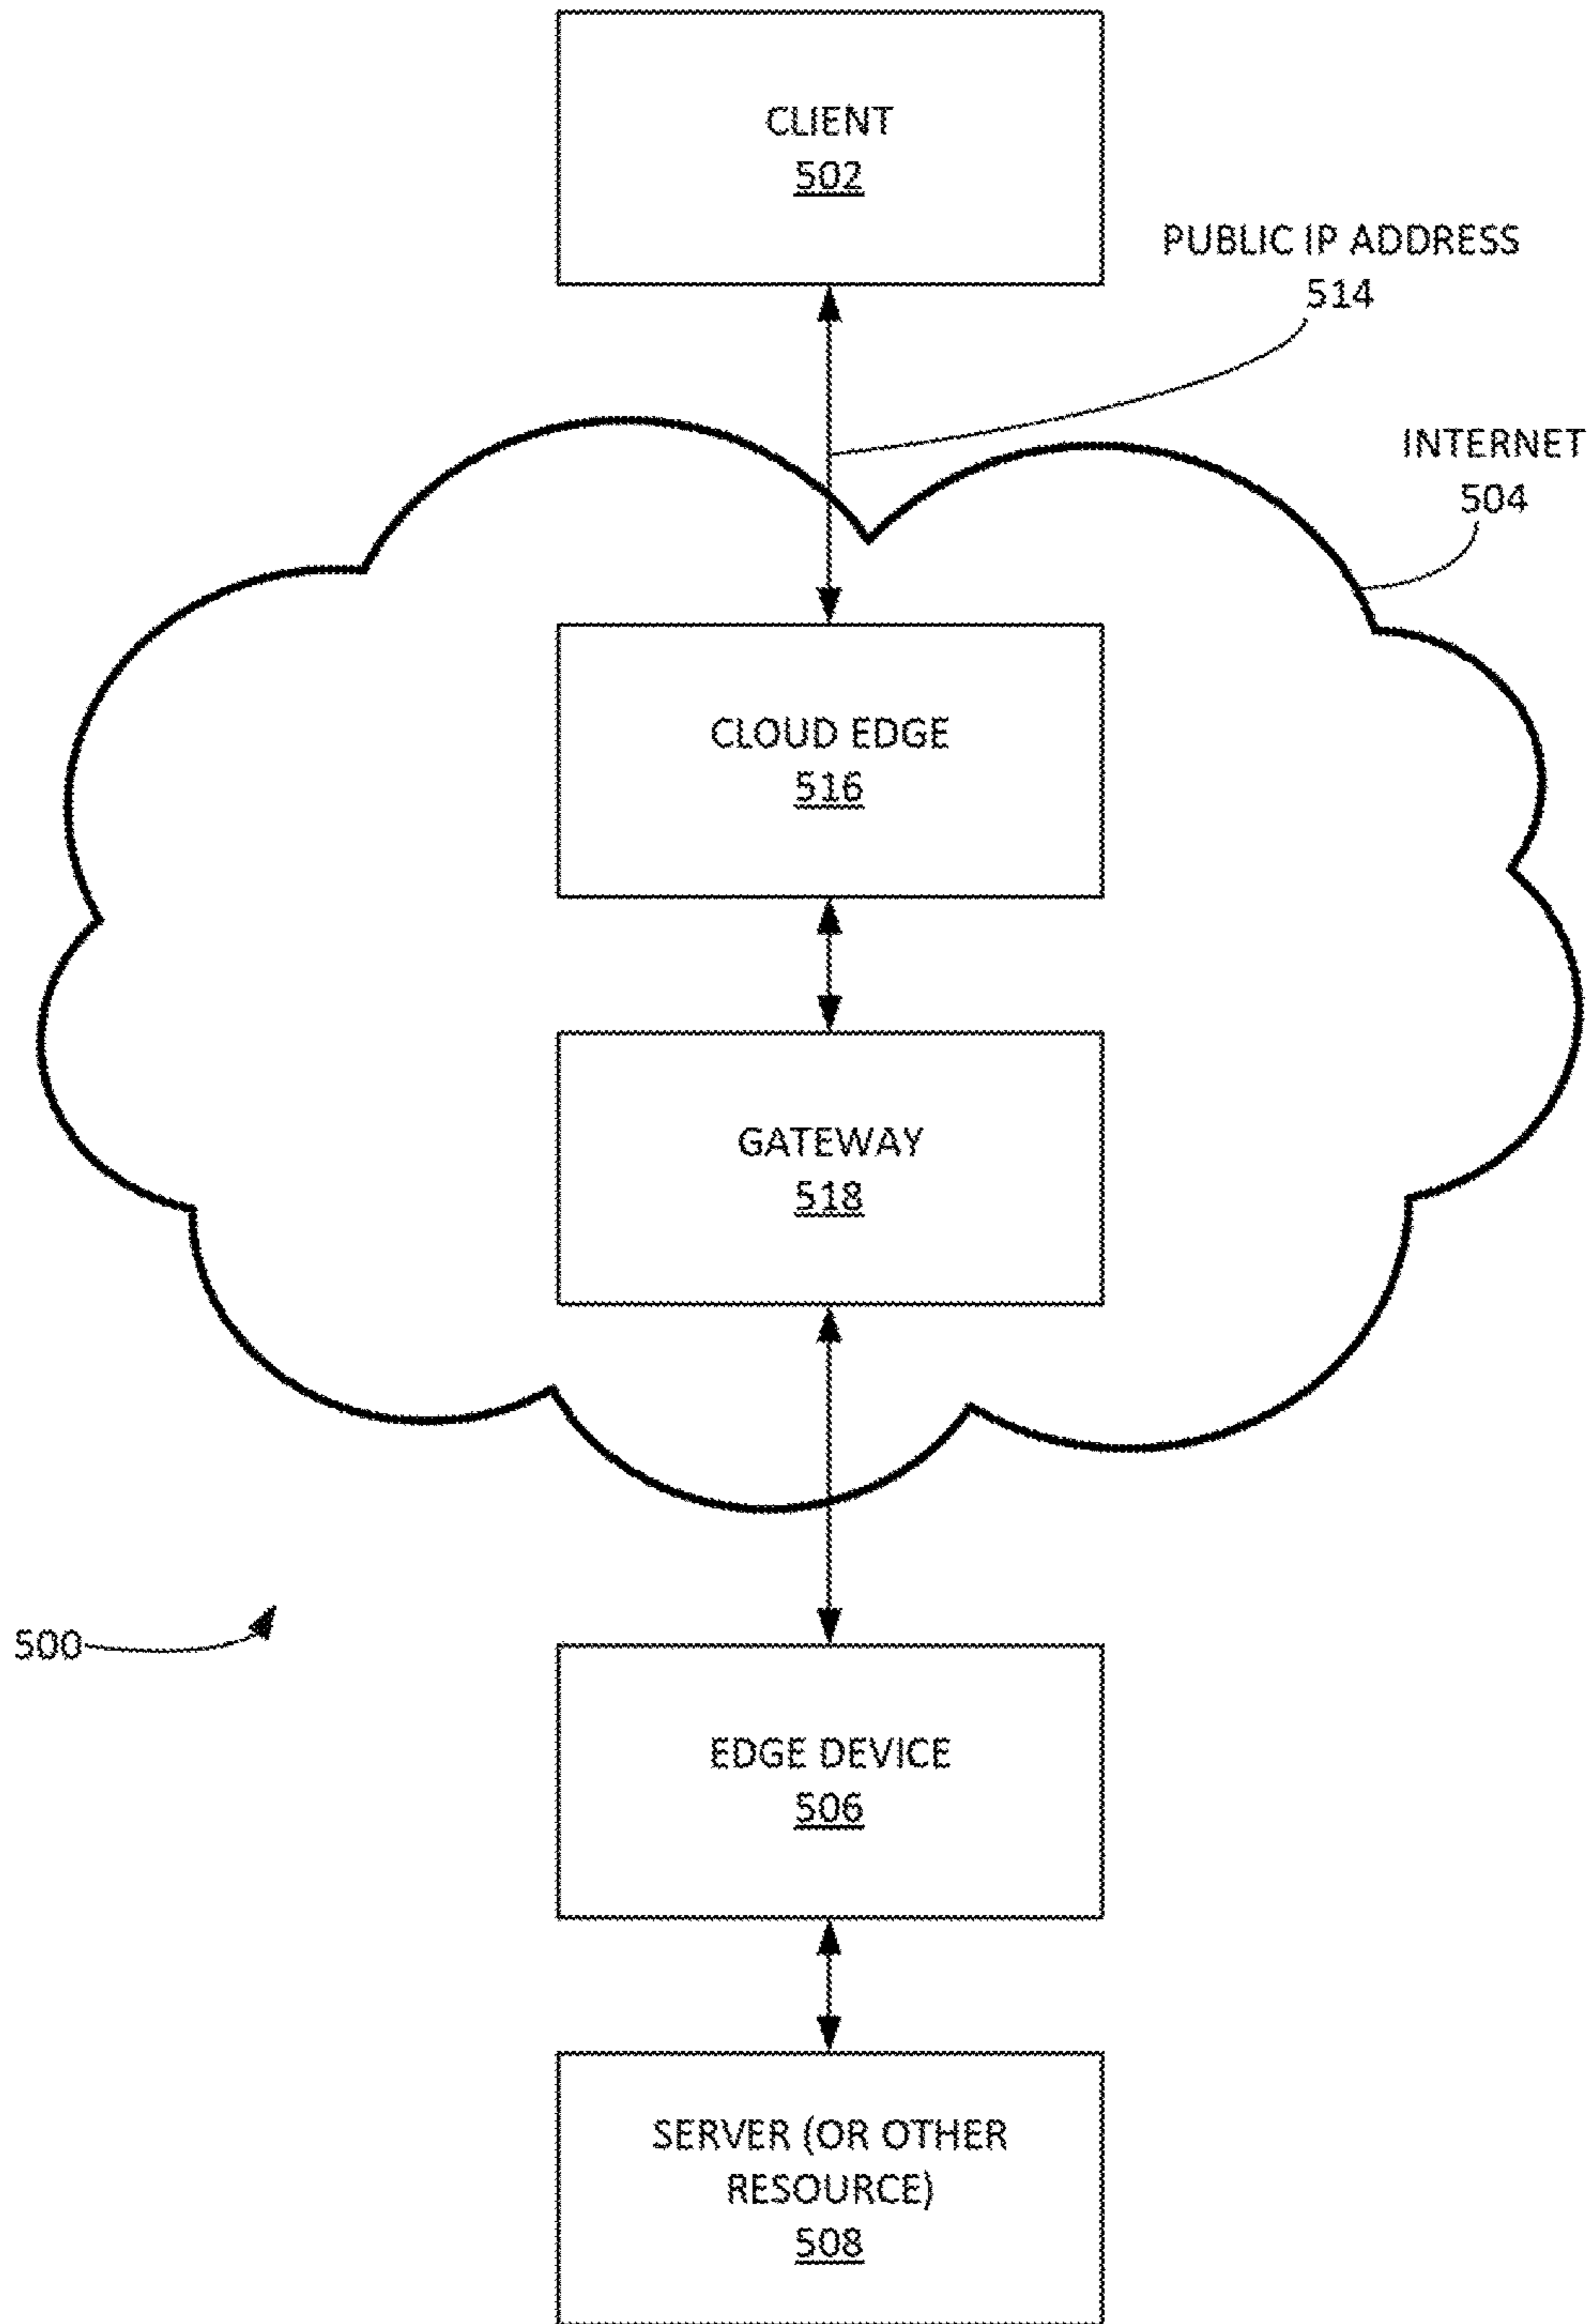 CLIENT
502
PUBLIC IP ADDRESS
514
INTERNET
504
CLOUD EDGE
516
GATEWAY
518
500
EDGE DEVICE
506
SERVER (OR OTHER
RESOURCE)
508